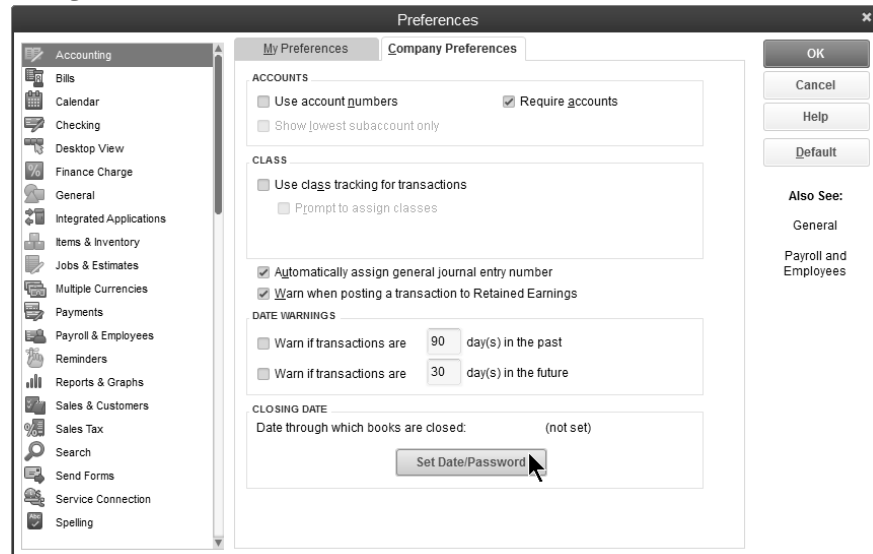 Preferences
Accounting
Bills
Calendar
Checking
Desktop View
Finance Charge
General
Integrated Applications
Items & Inventory
Jobs & Estimates
Multiple Currencies
Payments
Payroll & Employees
Reminders
Reports & Graphs
Sales & Customers
Sales Tax
Search
Send Forms
Service Connection
Spelling
My Preferences
Company Preferences
ACCOUNTS
Use account numbers
Require accounts
Show lowest subaccount only
CLASS
Use class tracking for transactions
Prompt to assign classes
Automatically assign general journal entry number
Warn when posting a transaction to Retained Earnings
DATE WARNINGS
Warn if transactions are 90 day(s) in the past
Warn if transactions are 30 day(s) in the future
CLOSING DATE
Date through which books are closed: (not set)
Set Date/Password
OK
Cancel
Help
Default
Also See:
General
Payroll and
Employees